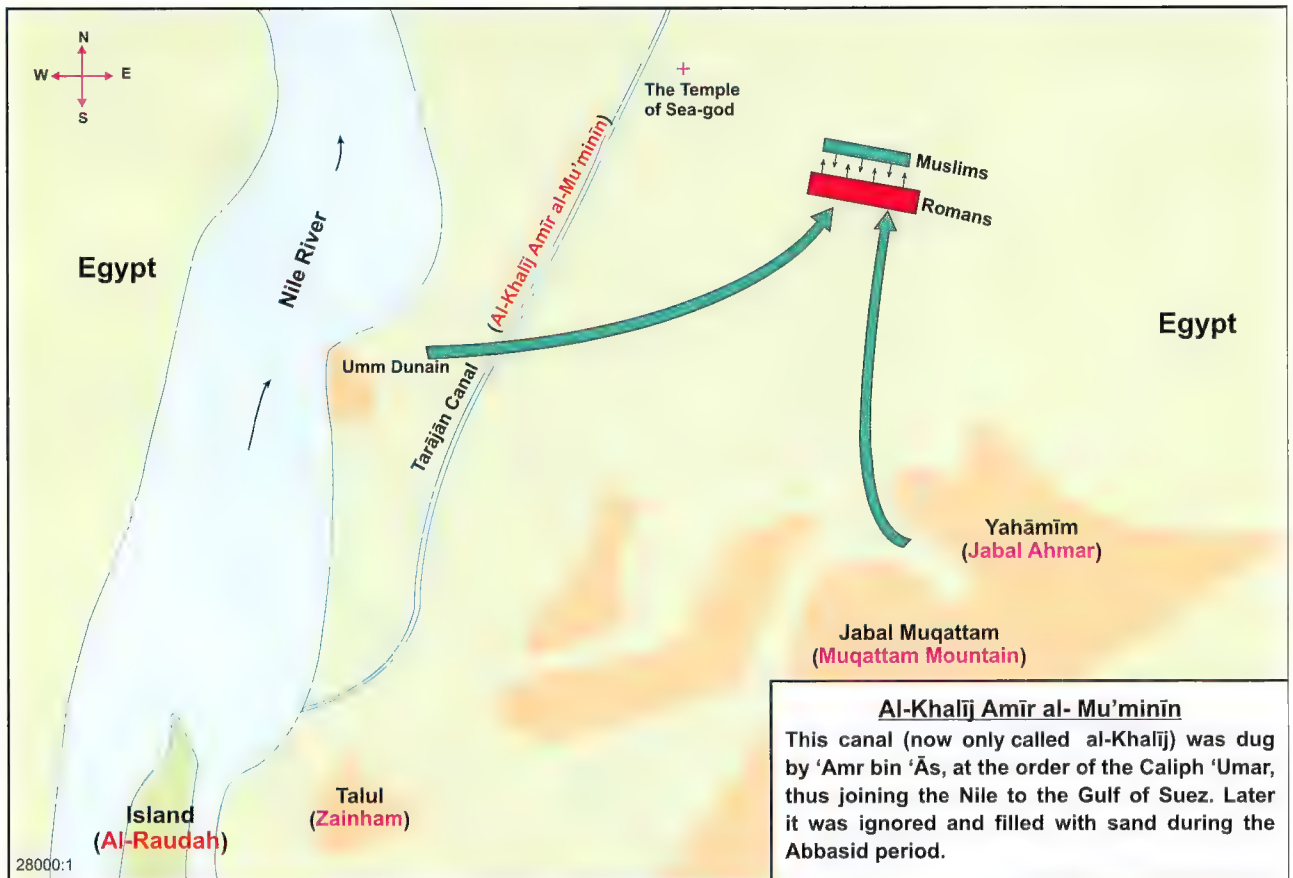 N
W E
S
The Temple
of Sea-god
Muslims
Romans
(Al-Khalīj Amīr al-Mu’minīn)
Nile River
Egypt
Egypt
Umm Dunain
Tarājān Canal
Yahāmīm
(Jabal Ahmar)
Jabal Muqattam
(Muqattam Mountain)
Talul
(Zainham)
Island
(Al-Raudah)
28000:1
Al-Khalīj Amīr al- Mu’minīn
This canal (now only called al-Khalīj) was dug
by ‘Amr bin ‘Ās, at the order of the Caliph ‘Umar,
thus joining the Nile to the Gulf of Suez. Later
it was ignored and filled with sand during the
Abbasid period.